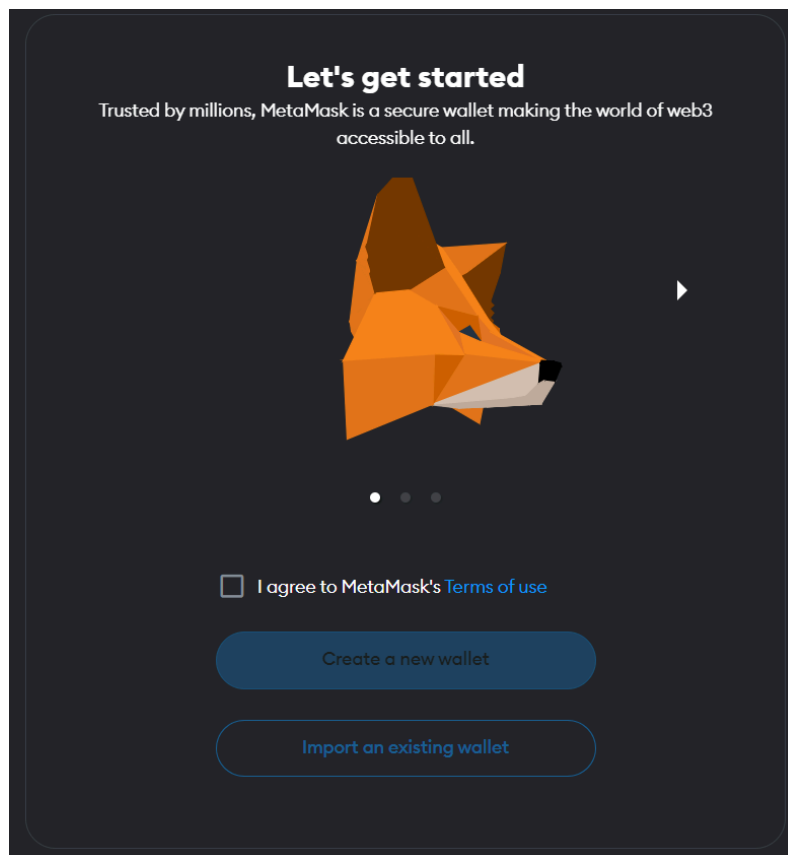 Let's get started
Trusted by millions, MetaMask is a secure wallet making the world of web3
accessible to all.
I agree to MetaMask's Terms of use
Create a new wallet
Import an existing wallet